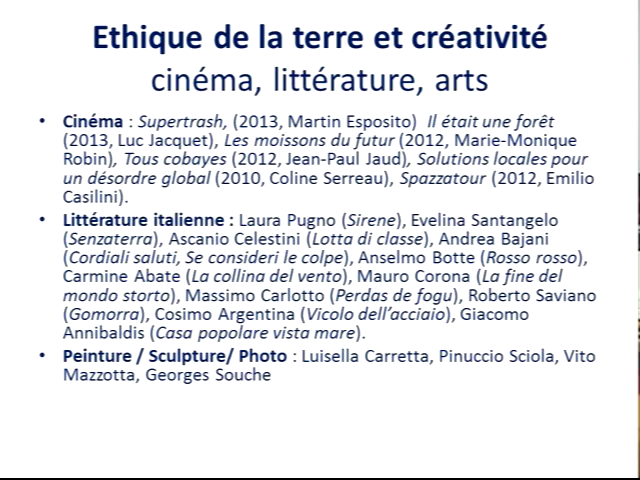 Ethique de la terre et créativité
cinéma, littérature, arts
• Cinéma : Supertrash, (2013, Martin Esposito) Il était une forêt
(2013, Luc Jacquet), Les moissons du futur (2012, Marie-Monique
Robin), Tous cobayes (2012, Jean-Paul Jaud), Solutions locales pour
un désordre global (2010, Coline Serreau), Spazzatour (2012, Emilio
Casilini).
• Littérature italienne : Laura Pugno (Sirene), Evelina Santangelo
(Senzaterra), Ascanio Celestini (Lotta di classe), Andrea Bajani
(Cordiali saluti, Se consideri le colpe), Anselmo Botte (Rosso rosso),
Carmine Abate (La collina del vento), Mauro Corona (La fine del
mondo storto), Massimo Carlotto (Perdas de fogu), Roberto Saviano
(Gomorra), Cosimo Argentina (Vicolo dell'acciaio), Giacomo
Annibaldis (Casa popolare vista mare).
• Peinture / Sculpture/ Photo : Luisella Carretta, Pinuccio Sciola, Vito
Mazzotta, Georges Souche